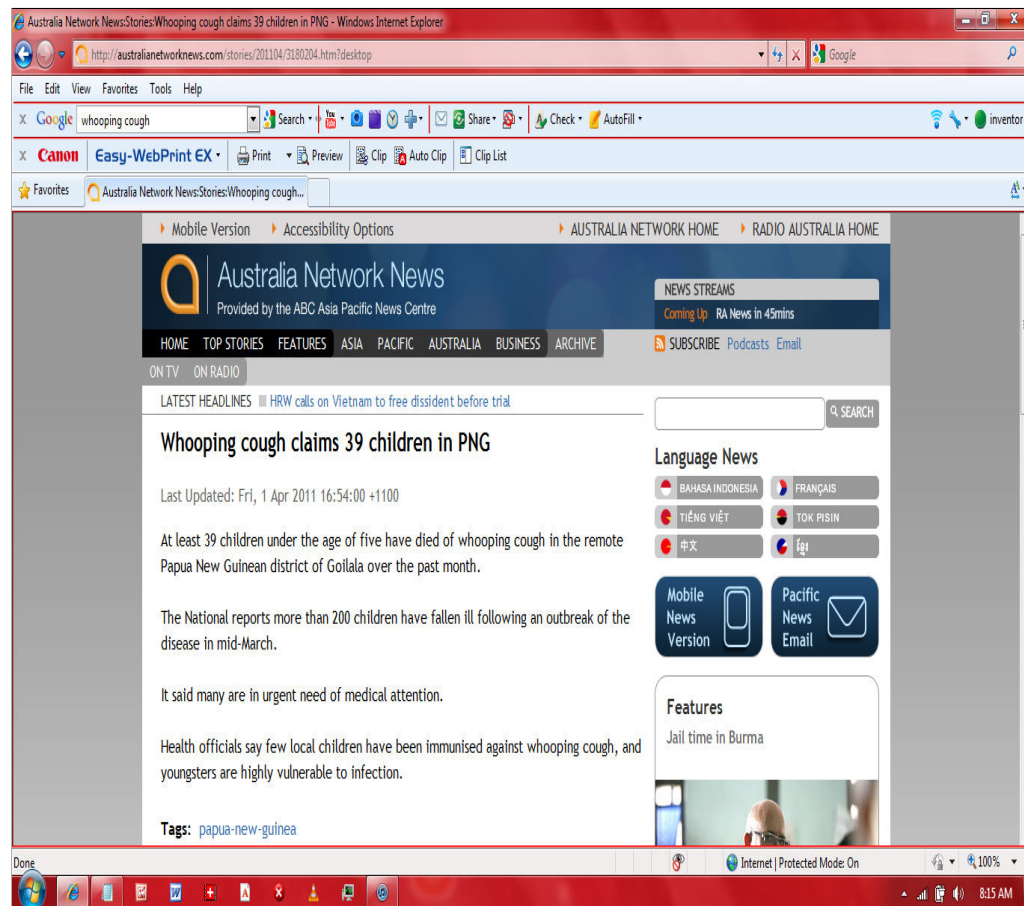 Australia Network News:Stories:Whooping cough claims 39 children in PNG - Windows Internet Explorer
http://australianetworknews.com/stories/201104/3180204.htm?desktop
Google
File Edit View Favorites Tools Help
x Google whooping cough Search Share Check AutoFill inventor
x Canon Easy-WebPrint EX Print Preview Clip Auto Clip Clip List
Favorites Australia Network News:Stories:Whooping cough...
Mobile Version Accessibility Options AUSTRALIA NETWORK HOME RADIO AUSTRALIA HOME
Australia Network News
Provided by the ABC Asia Pacific News Centre
NEWS STREAMS
Coming Up RA News in 45mins
HOME TOP STORIES FEATURES ASIA PACIFIC AUSTRALIA BUSINESS ARCHIVE
ON TV ON RADIO
SUBSCRIBE Podcasts Email
LATEST HEADLINES HRW calls on Vietnam to free dissident before trial
SEARCH
Whooping cough claims 39 children in PNG
Last Updated: Fri, 1 Apr 2011 16:54:00 +1100
At least 39 children under the age of five have died of whooping cough in the remote
Papua New Guinean district of Goilala over the past month.
The National reports more than 200 children have fallen ill following an outbreak of the
disease in mid-March.
It said many are in urgent need of medical attention.
Health officials say few local children have been immunised against whooping cough, and
youngsters are highly vulnerable to infection.
Tags: papua-new-guinea
Language News
BAHASA INDONESIA FRANÇAIS
TIẾNG VIỆT TOK PISIN
中文 ខ្មែរ
Mobile
News
Version
Pacific
News
Email
Features
Jail time in Burma
Done Internet | Protected Mode: On 100%
8:15 AM